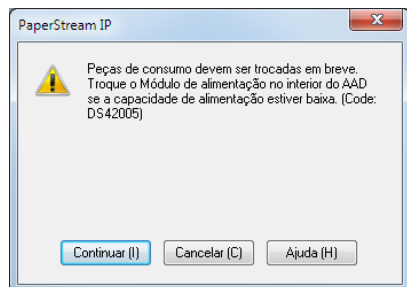 PaperStream IP
Peças de consumo devem ser trocadas em breve.
Troque o Módulo de alimentação no interior do AAD
se a capacidade de alimentação estiver baixa. (Code:
DS42005)
Continuar (I)
Cancelar (C)
Ajuda (H)